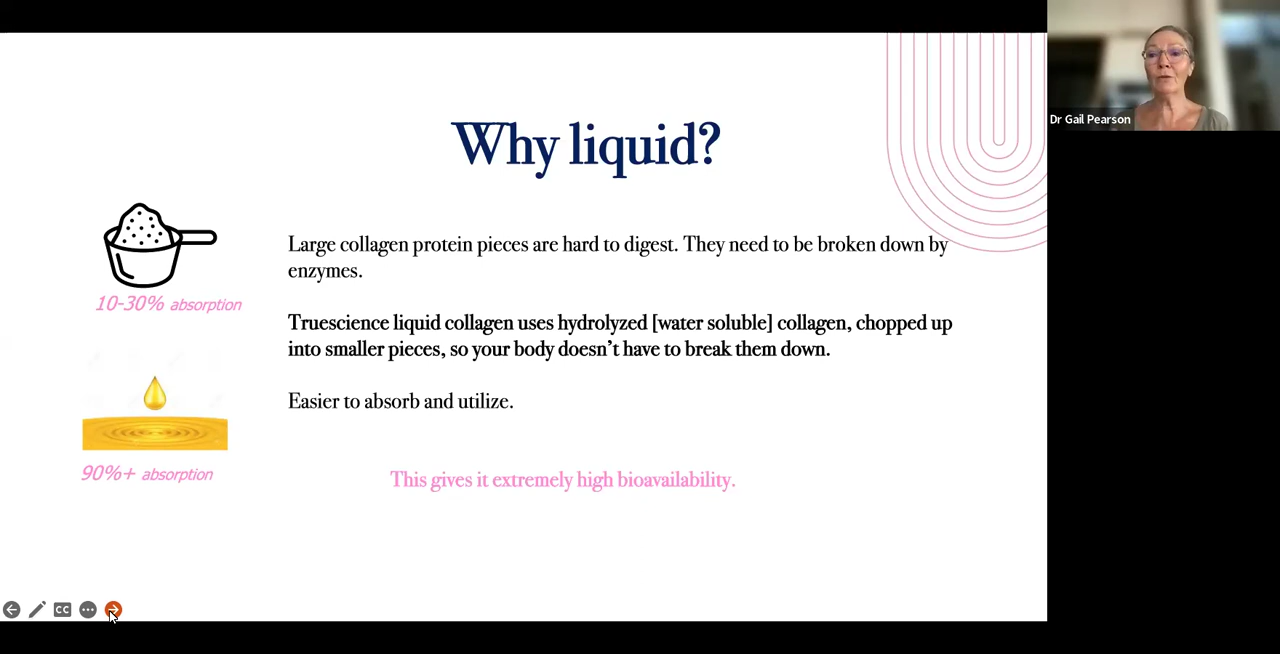 Why liquid?
Large collagen protein pieces are hard to digest. They need to be broken down by
enzymes.
10-30% absorption
Truescience liquid collagen uses hydrolyzed [water soluble] collagen, chopped up
into smaller pieces, so your body doesn't have to break them down.
Easier to absorb and utilize.
90%+ absorption
This gives it extremely high bioavailability.
CC
Dr Gail Pearson